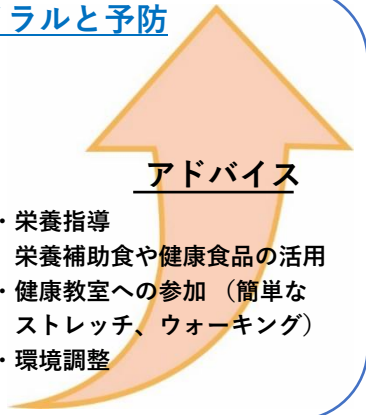 ラルと予防
アドバイス
・栄養指導
栄養補助食や健康食品の活用
・健康教室への参加（簡単な
ストレッチ、ウォーキング）
・環境調整